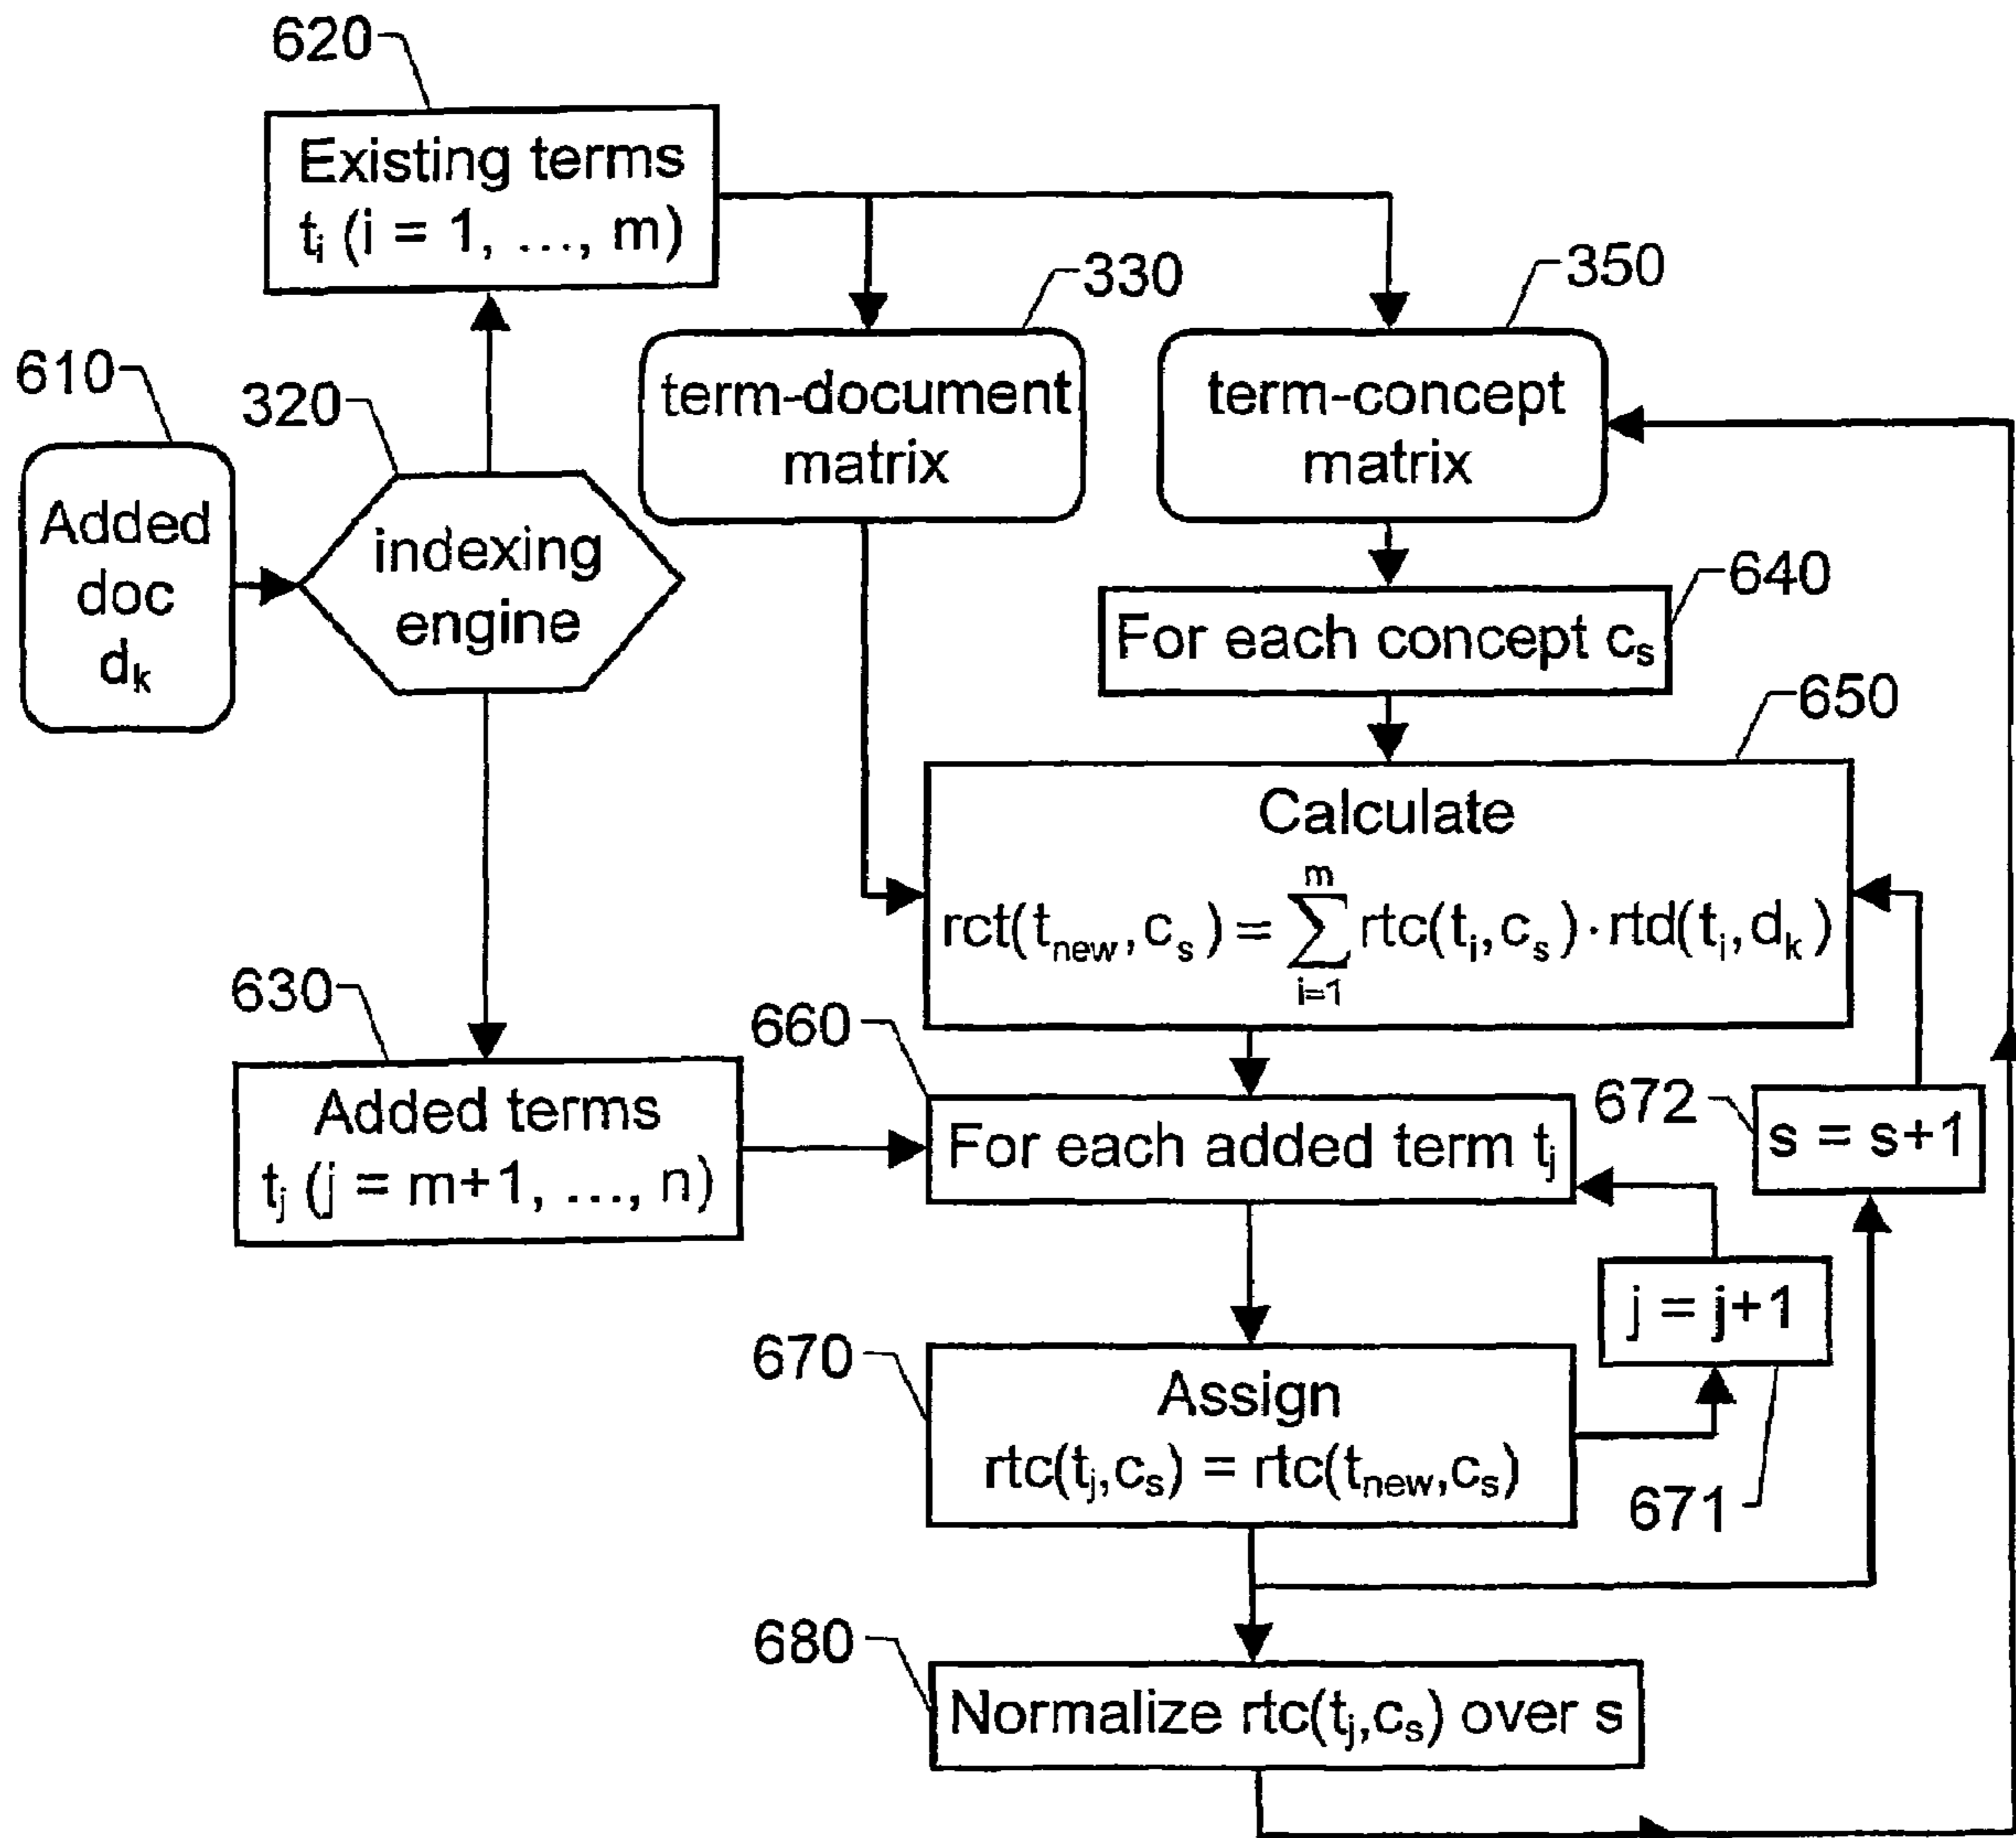 620
Existing terms
tᵢ (i = 1, ..., m)
330
350
610
320
term-document
matrix
term-concept
matrix
Added
doc
dₖ
indexing
engine
640
For each concept cₛ
650
Calculate
rct(t_new, cₛ) = ∑_{i=1}^{m} rtc(tᵢ, cₛ) · rtd(tᵢ, dₖ)
630
660
Added terms
tⱼ (j = m+1, ..., n)
For each added term tⱼ
672
s = s+1
j = j+1
670
Assign
rtc(tⱼ,cₛ) = rtc(t_new,cₛ)
671
680
Normalize rtc(tⱼ,cₛ) over s